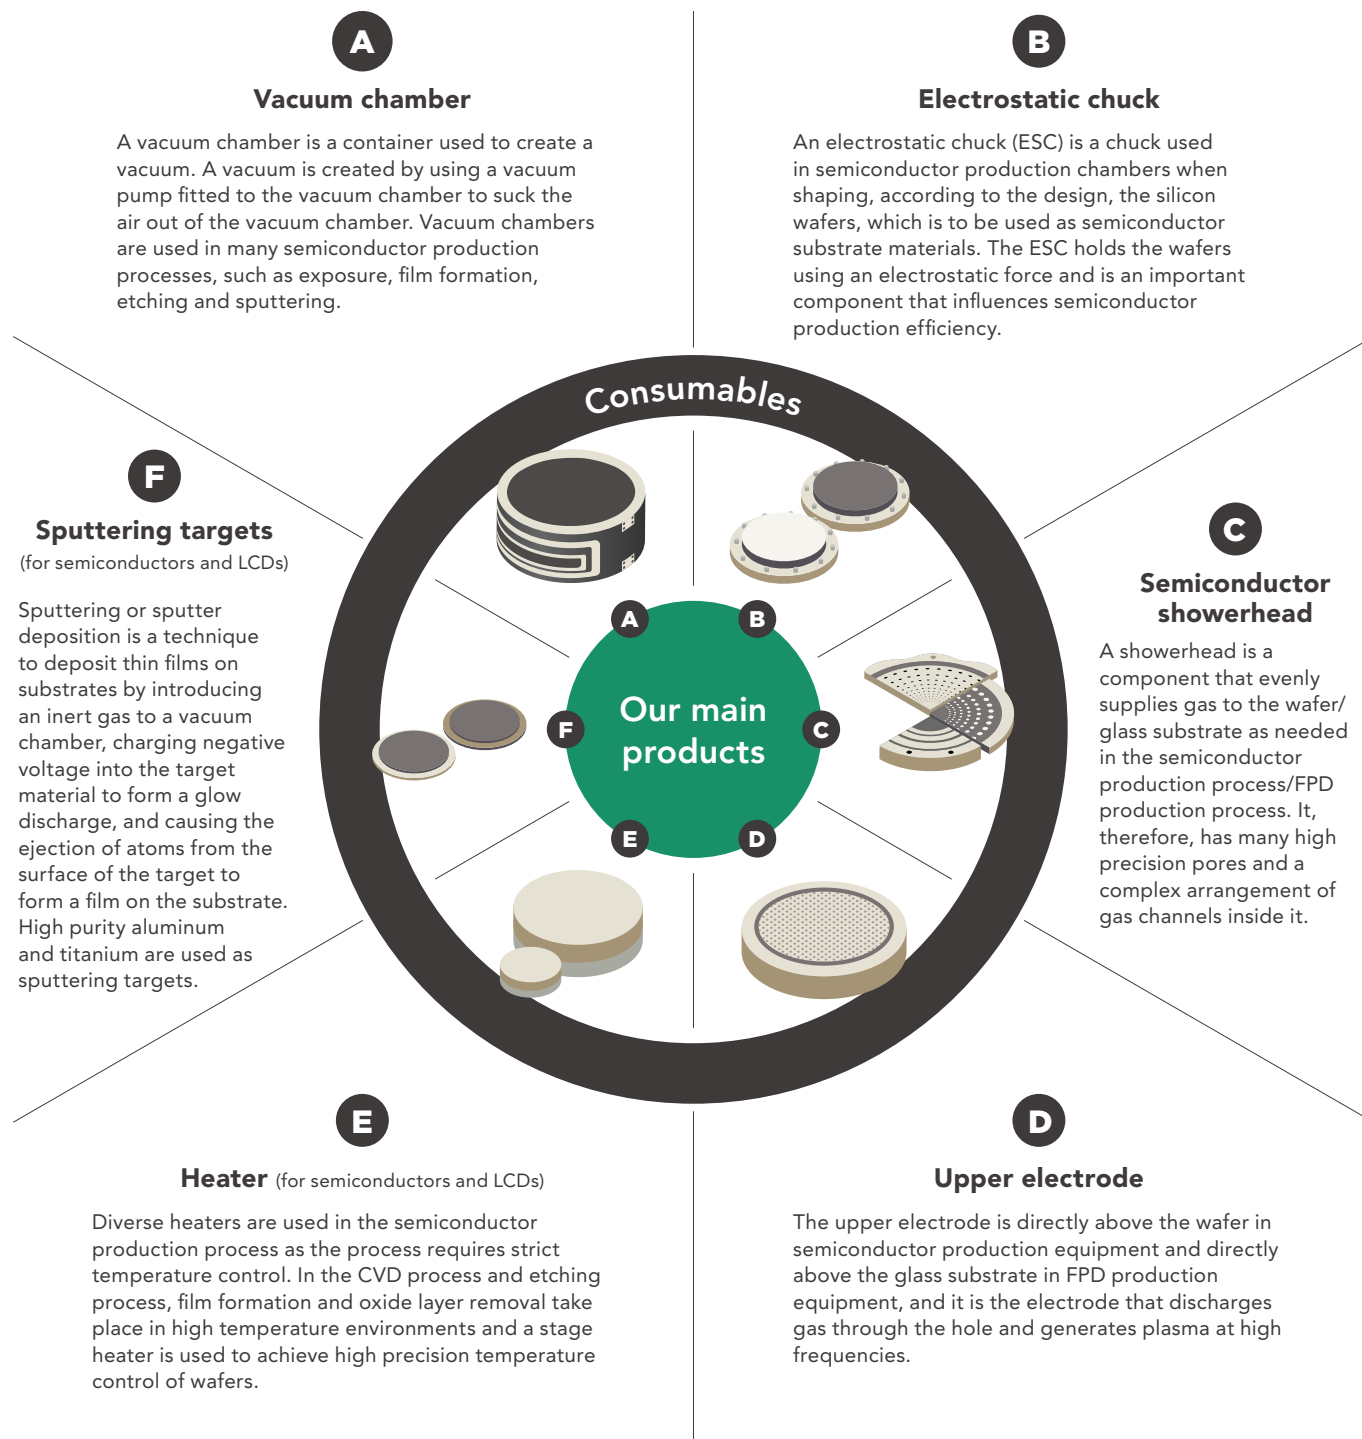 A
Vacuum chamber
A vacuum chamber is a container used to create a
vacuum. A vacuum is created by using a vacuum
pump fitted to the vacuum chamber to suck the
air out of the vacuum chamber. Vacuum chambers
are used in many semiconductor production
processes, such as exposure, film formation,
etching and sputtering.
B
Electrostatic chuck
An electrostatic chuck (ESC) is a chuck used
in semiconductor production chambers when
shaping, according to the design, the silicon
wafers, which is to be used as semiconductor
substrate materials. The ESC holds the wafers
using an electrostatic force and is an important
component that influences semiconductor
production efficiency.
Consumables
F
Sputtering targets
(for semiconductors and LCDs)
Sputtering or sputter
deposition is a technique
to deposit thin films on
substrates by introducing
an inert gas to a vacuum
chamber, charging negative
voltage into the target
material to form a glow
discharge, and causing the
ejection of atoms from the
surface of the target to
form a film on the substrate.
High purity aluminum
and titanium are used as
sputtering targets.
A
B
F
Our main
products
C
E
D
C
Semiconductor
showerhead
A showerhead is a
component that evenly
supplies gas to the wafer/
glass substrate as needed
in the semiconductor
production process/FPD
production process. It,
therefore, has many high
precision pores and a
complex arrangement of
gas channels inside it.
E
Heater (for semiconductors and LCDs)
Diverse heaters are used in the semiconductor
production process as the process requires strict
temperature control. In the CVD process and etching
process, film formation and oxide layer removal take
place in high temperature environments and a stage
heater is used to achieve high precision temperature
control of wafers.
D
Upper electrode
The upper electrode is directly above the wafer in
semiconductor production equipment and directly
above the glass substrate in FPD production
equipment, and it is the electrode that discharges
gas through the hole and generates plasma at high
frequencies.